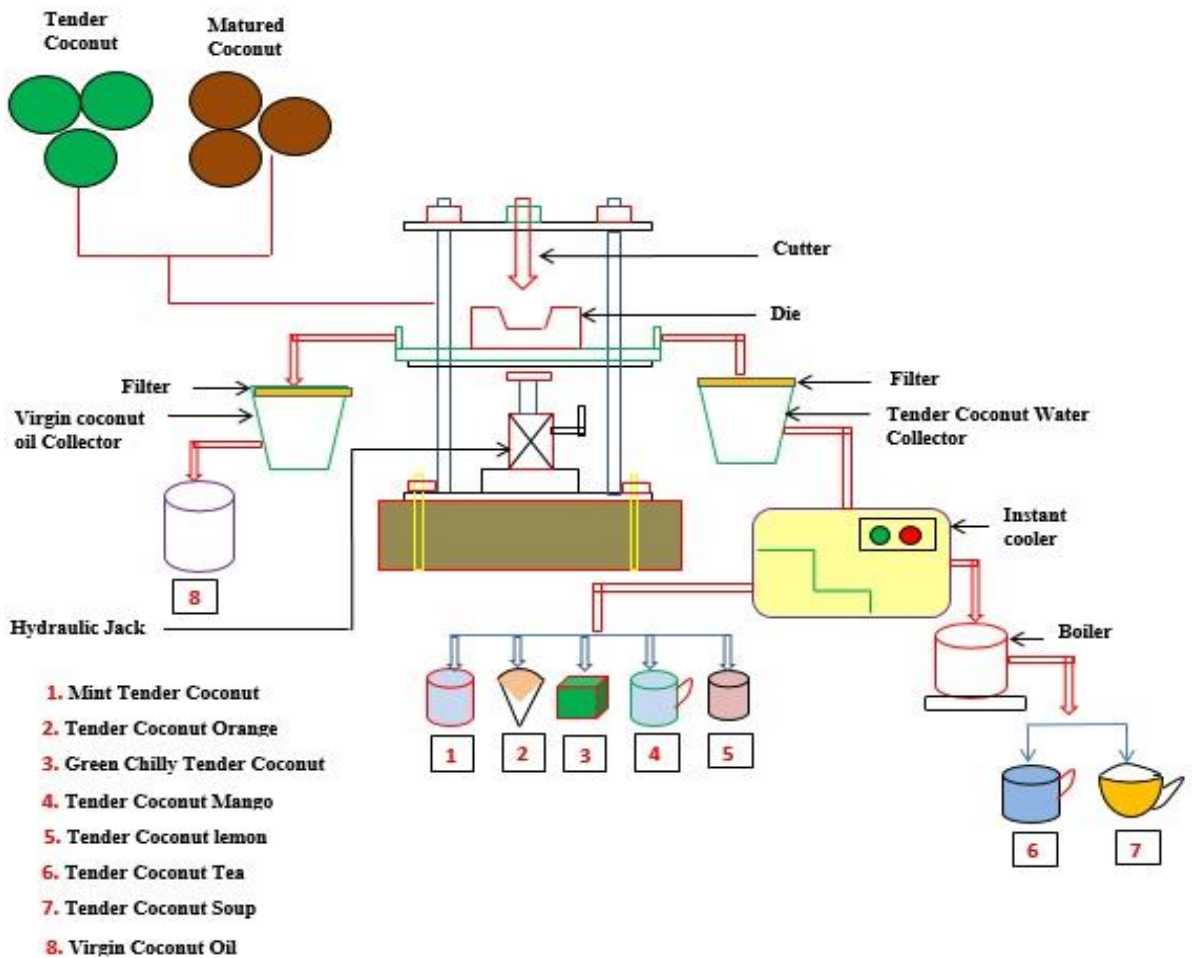 Tender
Coconut
Matured
Coconut
Cutter
Die
Filter
Virgin coconut
oil Collector
Filter
Tender Coconut Water
Collector
Instant
cooler
8
Hydraulic Jack
Boiler
1. Mint Tender Coconut
2. Tender Coconut Orange
3. Green Chilly Tender Coconut
4. Tender Coconut Mango
5. Tender Coconut lemon
6. Tender Coconut Tea
7. Tender Coconut Soup
8. Virgin Coconut Oil
1
2
3
4
5
6
7